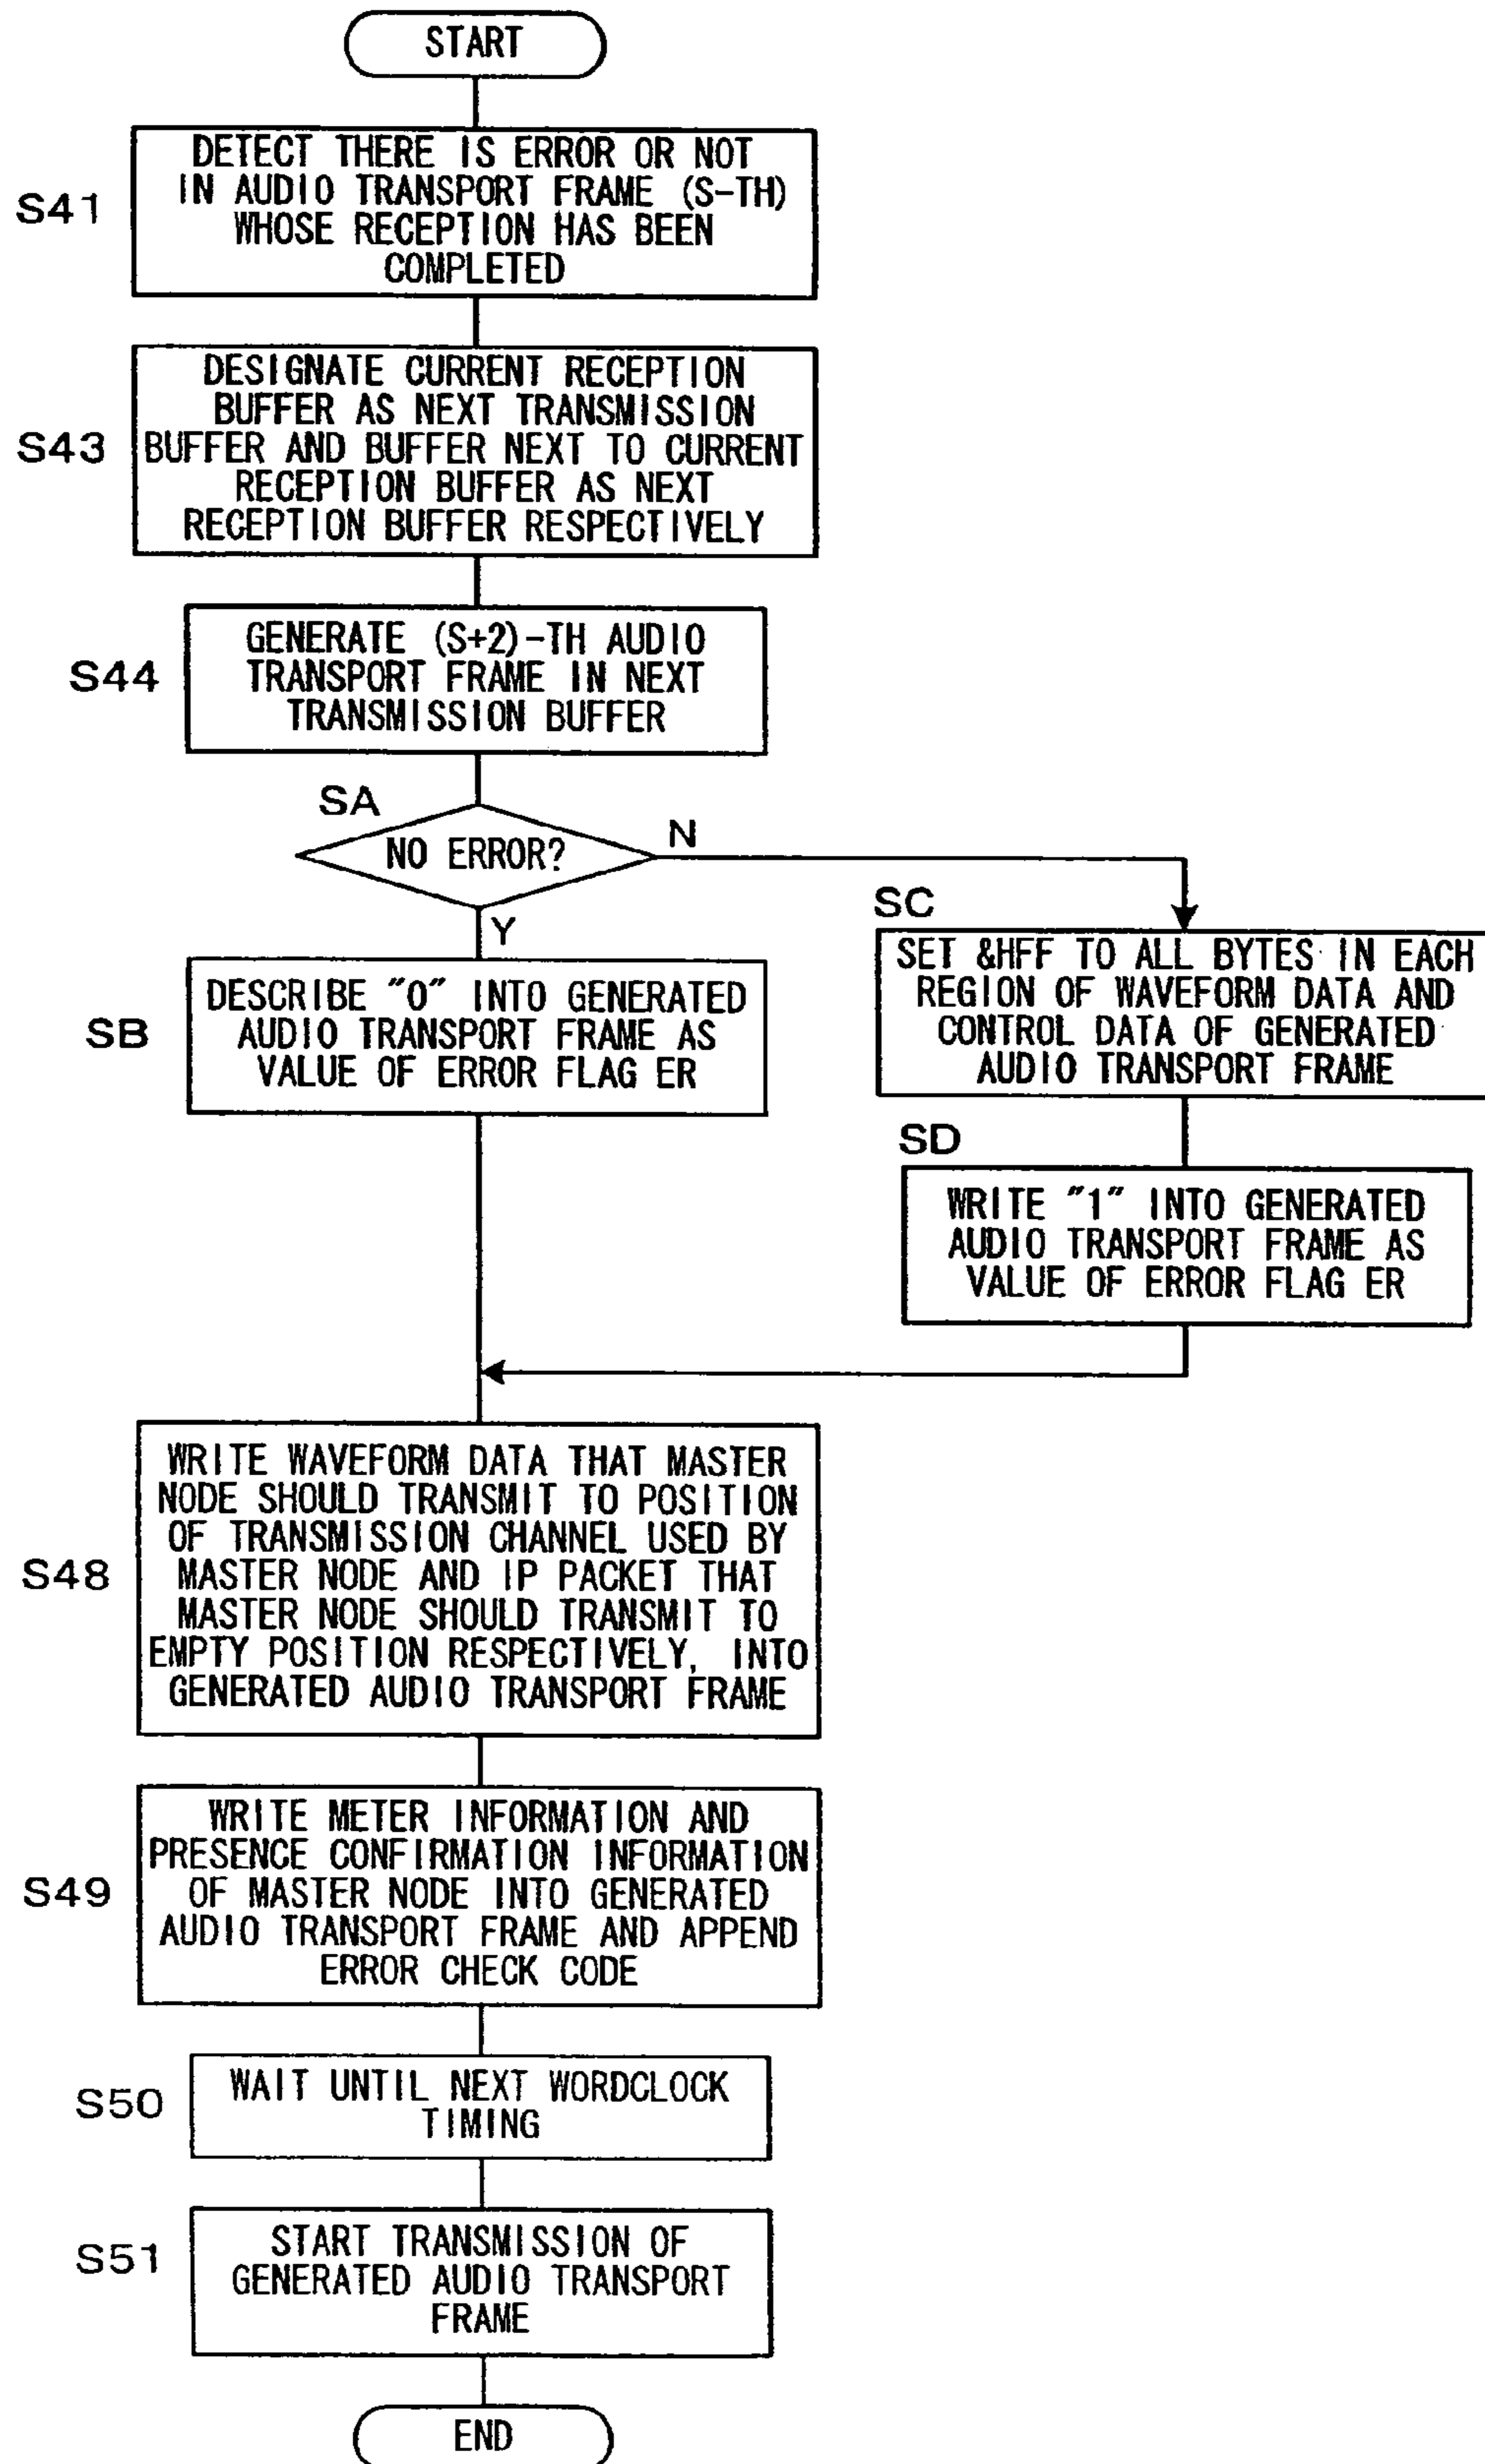 START
S41
DETECT THERE IS ERROR OR NOT
IN AUDIO TRANSPORT FRAME (S-TH)
WHOSE RECEPTION HAS BEEN
COMPLETED
S43
DESIGNATE CURRENT RECEPTION
BUFFER AS NEXT TRANSMISSION
BUFFER AND BUFFER NEXT TO CURRENT
RECEPTION BUFFER AS NEXT
RECEPTION BUFFER RESPECTIVELY
S44
GENERATE (S+2)-TH AUDIO
TRANSPORT FRAME IN NEXT
TRANSMISSION BUFFER
SA
NO ERROR?
N
Y
SB
DESCRIBE "0" INTO GENERATED
AUDIO TRANSPORT FRAME AS
VALUE OF ERROR FLAG ER
SC
SET &HFF TO ALL BYTES IN EACH
REGION OF WAVEFORM DATA AND
CONTROL DATA OF GENERATED
AUDIO TRANSPORT FRAME
SD
WRITE "1" INTO GENERATED
AUDIO TRANSPORT FRAME AS
VALUE OF ERROR FLAG ER
S48
WRITE WAVEFORM DATA THAT MASTER
NODE SHOULD TRANSMIT TO POSITION
OF TRANSMISSION CHANNEL USED BY
MASTER NODE AND IP PACKET THAT
MASTER NODE SHOULD TRANSMIT TO
EMPTY POSITION RESPECTIVELY, INTO
GENERATED AUDIO TRANSPORT FRAME
S49
WRITE METER INFORMATION AND
PRESENCE CONFIRMATION INFORMATION
OF MASTER NODE INTO GENERATED
AUDIO TRANSPORT FRAME AND APPEND
ERROR CHECK CODE
S50
WAIT UNTIL NEXT WORDCLOCK
TIMING
S51
START TRANSMISSION OF
GENERATED AUDIO TRANSPORT
FRAME
END